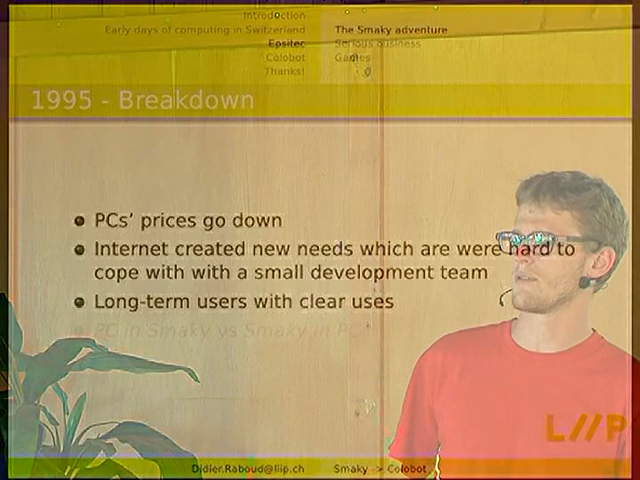 Introduction
Early days of computing in Switzerland
Epsitec
Colobot
Thanks!
The Smaky adventure
Serious business
Games
1995 - Breakdown
PCs' prices go down
Internet created new needs which are were hard to
cope with with a small development team
Long-term users with clear uses
PC in Smaky vs Smaky in PC
LIIP
Didier.Raboud@liip.ch Smaky -> Colobot